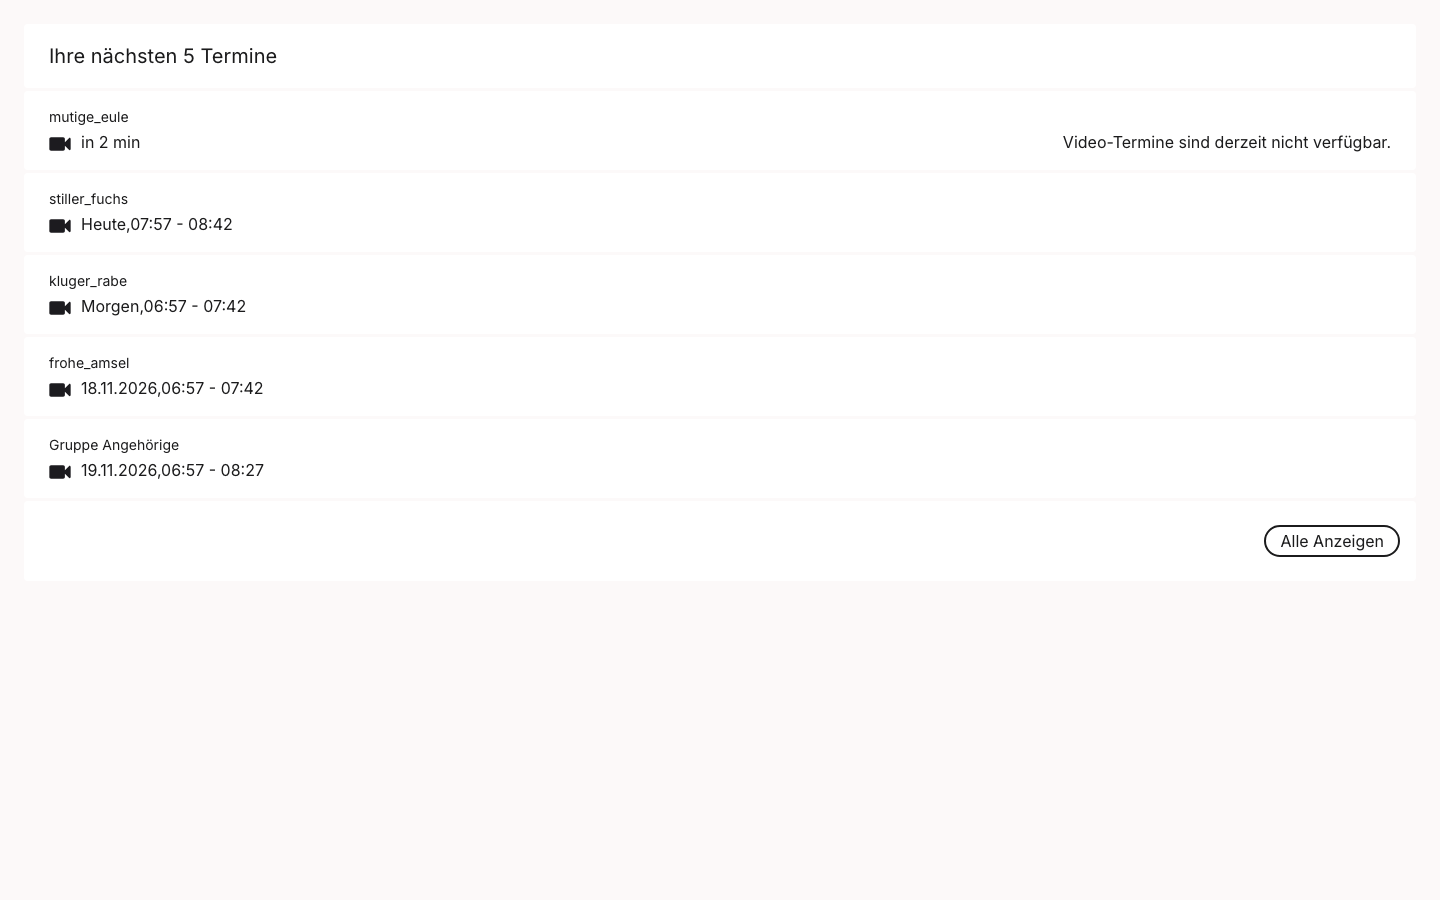 Ihre nächsten 5 Termine
mutige_eule
in 2 min
Video-Termine sind derzeit nicht verfügbar.
stiller_fuchs
Heute,07:57 - 08:42
kluger_rabe
Morgen,06:57 - 07:42
frohe_amsel
18.11.2026,06:57 - 07:42
Gruppe Angehörige
19.11.2026,06:57 - 08:27
Alle Anzeigen